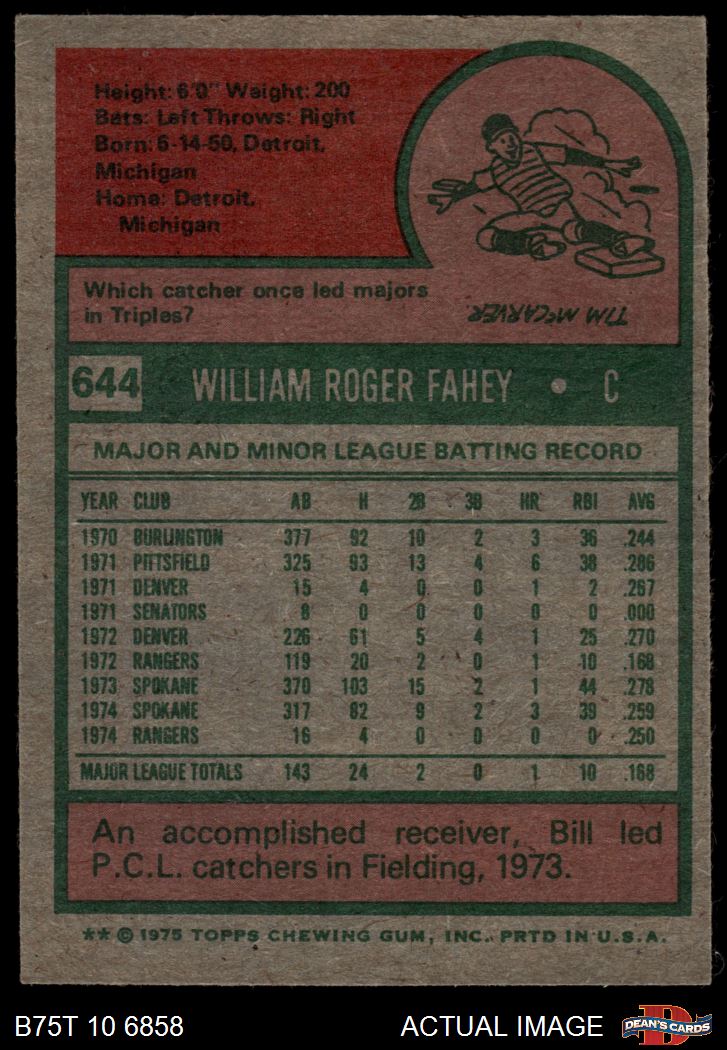 Height: 6'0" Weight: 200
Bats: Left Throws: Right
Born: 6-14-50, Detroit,
Michigan
Home: Detroit,
Michigan
Which catcher once led majors
in Triples?
TIM McCARVER
644 WILLIAM ROGER FAHEY • C
MAJOR AND MINOR LEAGUE BATTING RECORD
YEAR CLUB AB H 2B 3B HR RBI AVG
1970 BURLINGTON 377 92 10 2 3 36 .244
1971 PITTSFIELD 325 93 13 4 6 38 .286
1971 DENVER 15 4 0 0 1 2 .267
1971 SENATORS 8 0 0 0 0 0 .000
1972 DENVER 226 61 5 4 1 25 .270
1972 RANGERS 119 20 2 0 1 10 .168
1973 SPOKANE 370 103 15 2 1 44 .278
1974 SPOKANE 317 82 9 2 3 39 .259
1974 RANGERS 16 4 0 0 0 0 .250
MAJOR LEAGUE TOTALS 143 24 2 0 1 10 .168
An accomplished receiver, Bill led
P.C.L. catchers in Fielding, 1973.
** © 1975 TOPPS CHEWING GUM, INC. PRTD IN U.S.A.
B75T 10 6858 ACTUAL IMAGE D DEAN'S CARDS